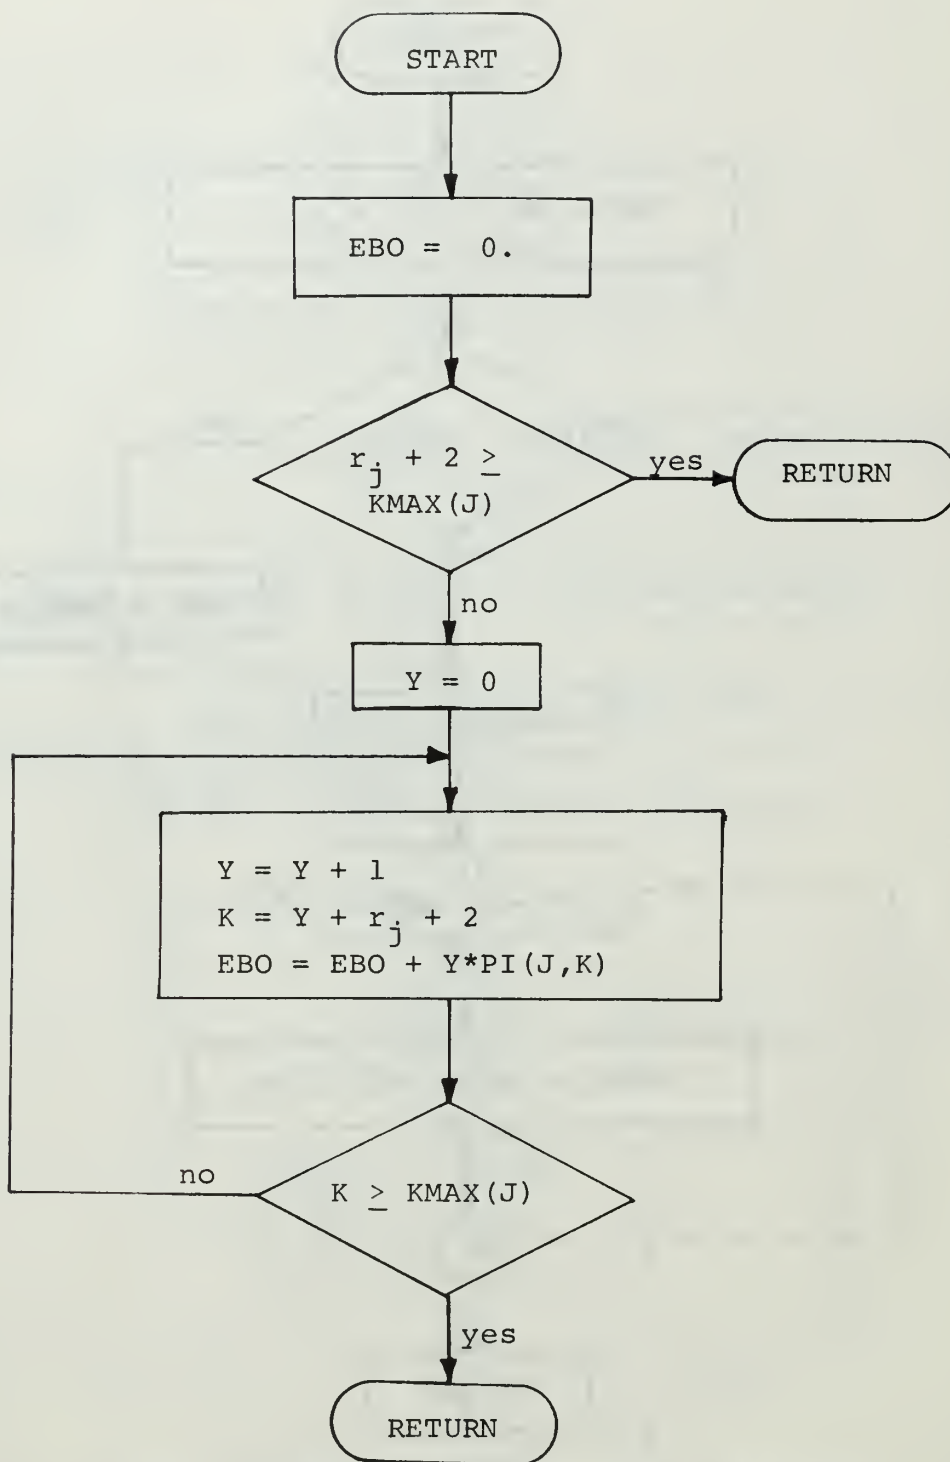 START
EBO = 0.
r_j + 2 ≥
KMAX(J)
yes
RETURN
no
Y = 0
Y = Y + 1
K = Y + r_j + 2
EBO = EBO + Y*PI(J,K)
no
K ≥ KMAX(J)
yes
RETURN